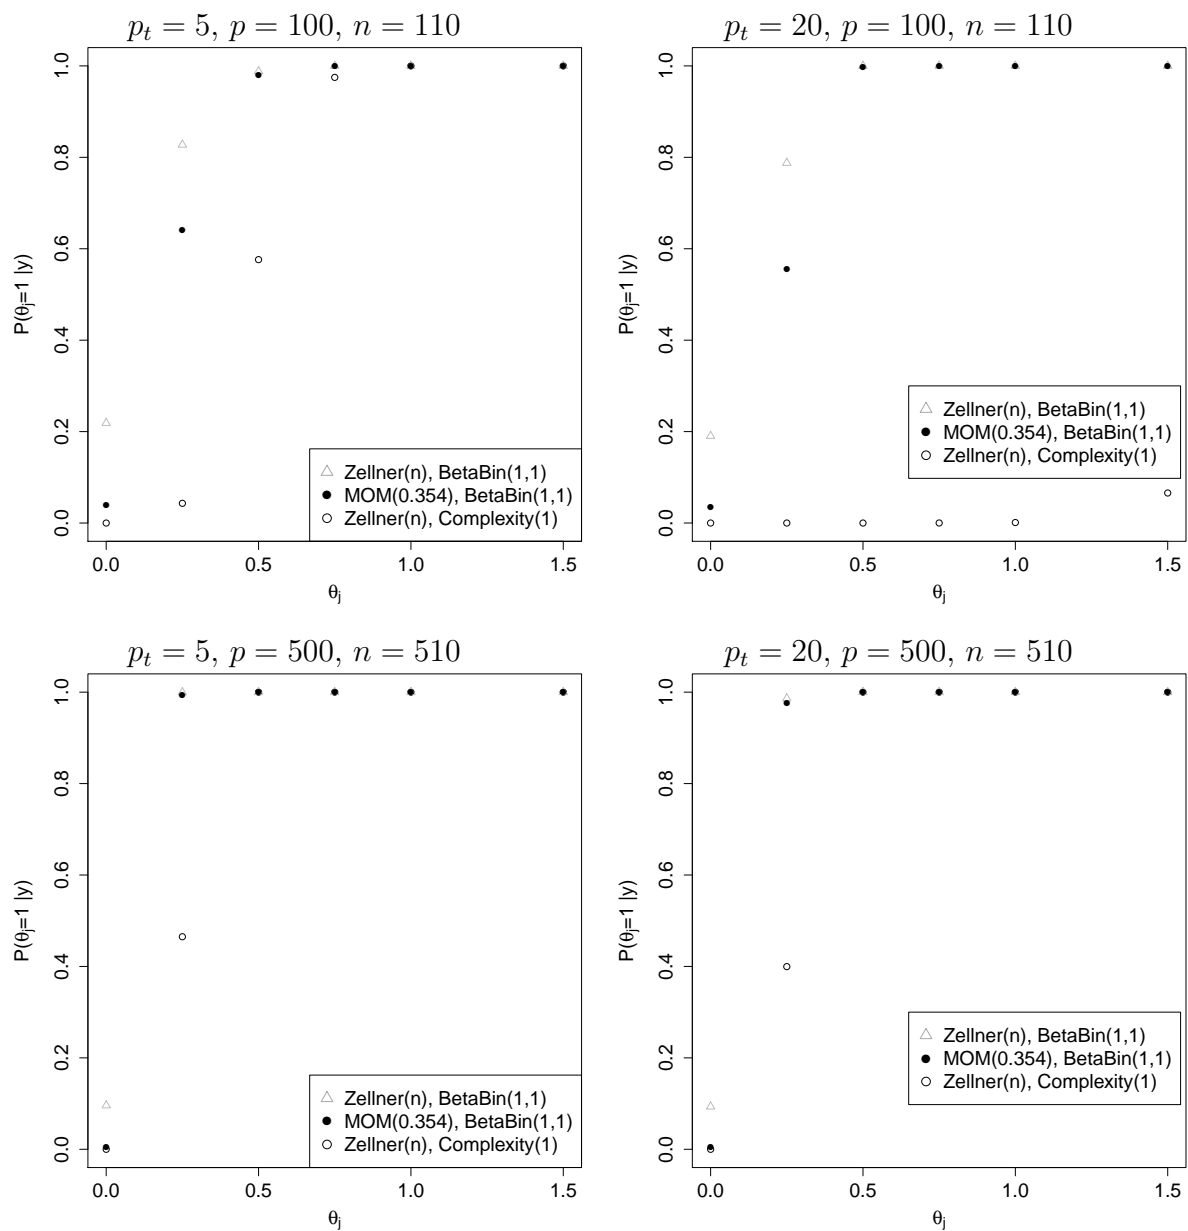 p_t = 5, p = 100, n = 110
P(θ_j=1 |y)
1.0
0.8
0.6
0.4
0.2
0.0
Zellner(n), BetaBin(1,1)
MOM(0.354), BetaBin(1,1)
Zellner(n), Complexity(1)
0.0 0.5 1.0 1.5
θ_j
p_t = 20, p = 100, n = 110
P(θ_j=1 |y)
1.0
0.8
0.6
0.4
0.2
0.0
Zellner(n), BetaBin(1,1)
MOM(0.354), BetaBin(1,1)
Zellner(n), Complexity(1)
0.0 0.5 1.0 1.5
θ_j
p_t = 5, p = 500, n = 510
P(θ_j=1 |y)
1.0
0.8
0.6
0.4
0.2
0.0
Zellner(n), BetaBin(1,1)
MOM(0.354), BetaBin(1,1)
Zellner(n), Complexity(1)
0.0 0.5 1.0 1.5
θ_j
p_t = 20, p = 500, n = 510
P(θ_j=1 |y)
1.0
0.8
0.6
0.4
0.2
0.0
Zellner(n), BetaBin(1,1)
MOM(0.354), BetaBin(1,1)
Zellner(n), Complexity(1)
0.0 0.5 1.0 1.5
θ_j